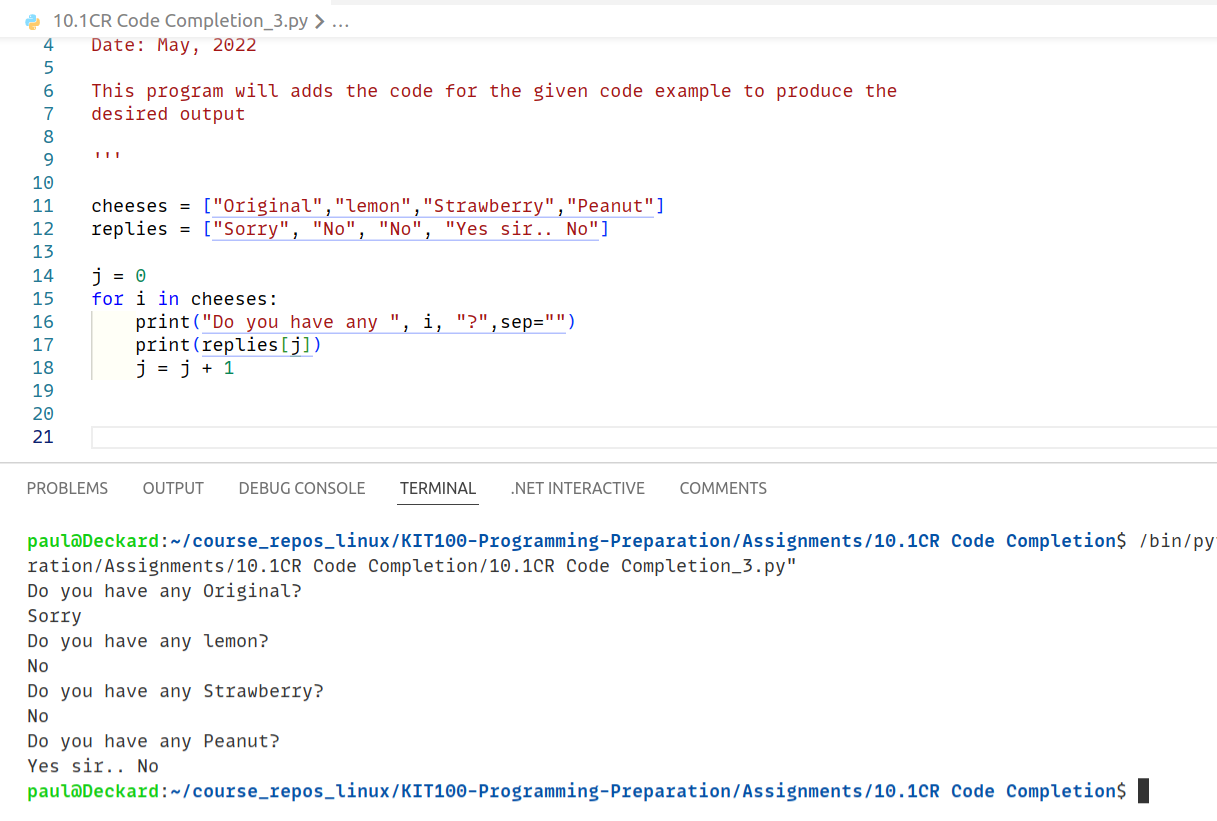 10.1CR Code Completion_3.py > ...
4 Date: May, 2022
5
6 This program will adds the code for the given code example to produce the
7 desired output
8
9 '''
10
11 cheeses = ["Original","lemon","Strawberry","Peanut"]
12 replies = ["Sorry", "No", "No", "Yes sir.. No"]
13
14 j = 0
15 for i in cheeses:
16     print("Do you have any ", i, "?",sep="")
17     print(replies[j])
18     j = j + 1
19
20
21
PROBLEMS OUTPUT DEBUG CONSOLE TERMINAL .NET INTERACTIVE COMMENTS
paul@Deckard:~/course_repos_linux/KIT100-Programming-Preparation/Assignments/10.1CR Code Completion$ /bin/py
ration/Assignments/10.1CR Code Completion/10.1CR Code Completion_3.py"
Do you have any Original?
Sorry
Do you have any lemon?
No
Do you have any Strawberry?
No
Do you have any Peanut?
Yes sir.. No
paul@Deckard:~/course_repos_linux/KIT100-Programming-Preparation/Assignments/10.1CR Code Completion$